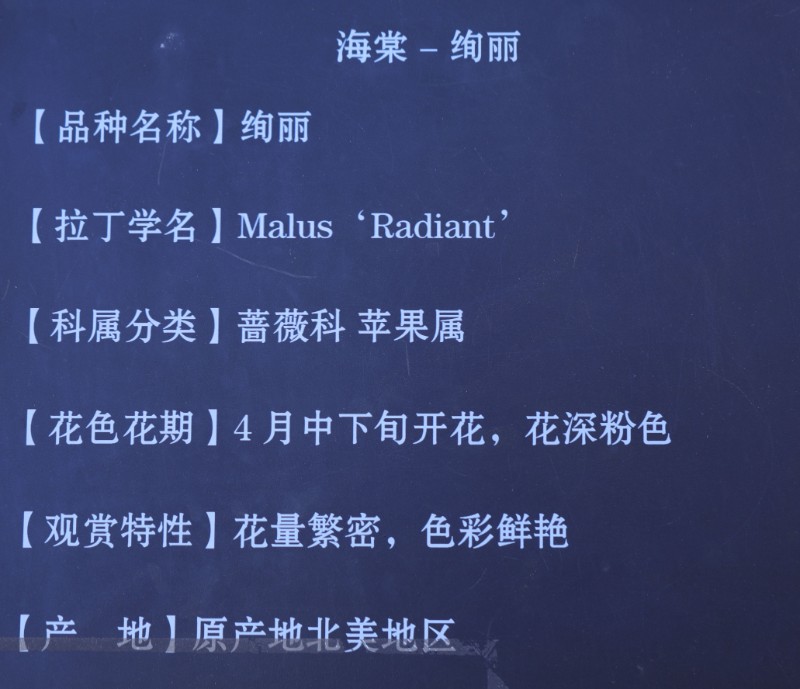 海棠－绚丽
【品种名称】绚丽
【拉丁学名】Malus ‘Radiant’
【科属分类】蔷薇科 苹果属
【花色花期】4 月中下旬开花，花深粉色
【观赏特性】花量繁密，色彩鲜艳
【产　地】原产地北美地区